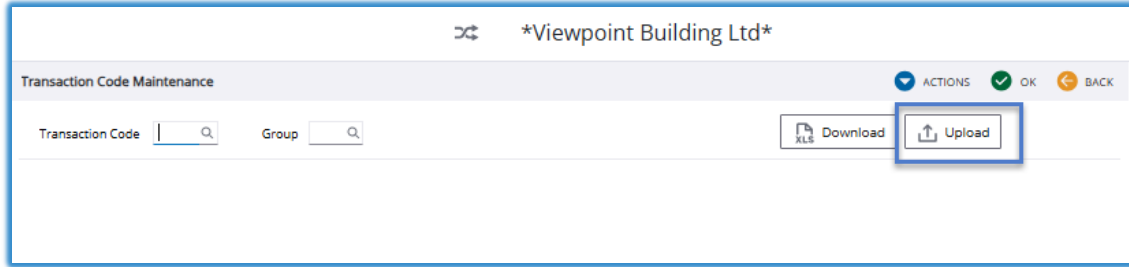 *Viewpoint Building Ltd*
Transaction Code Maintenance ACTIONS OK BACK
Transaction Code Group XLS Download Upload